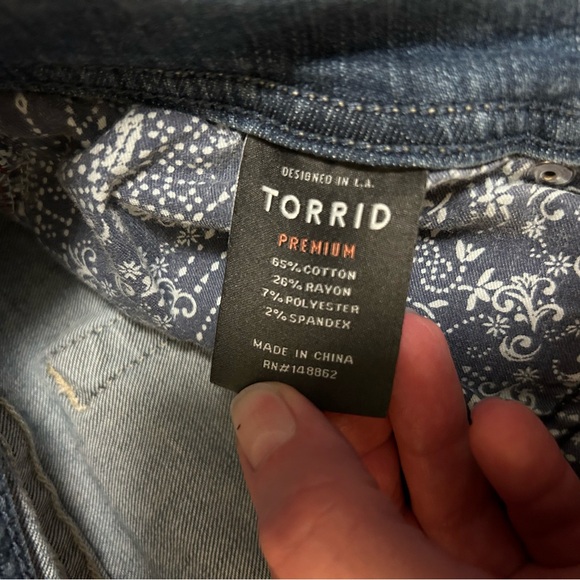 DESIGNED IN L.A.
TORRID
PREMIUM
65% COTTON
26% RAYON
7% POLYESTER
2% SPANDEX
MADE IN CHINA
RN# 148862